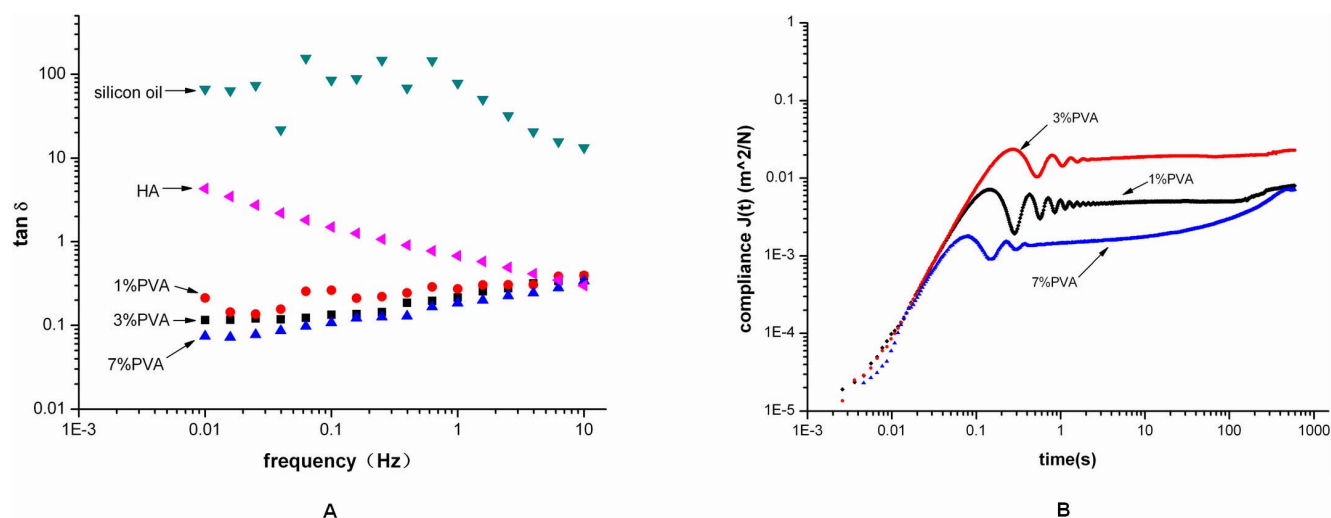 100
silicon oil
10
HA
tan δ
1
1%PVA
3%PVA
0.1
7%PVA
0.01
1E-3 0.01 0.1 1 10
frequency（Hz）
A
1
0.1
3%PVA
0.01
1%PVA
compliance J(t) (m^2/N)
1E-3
7%PVA
1E-4
1E-5
1E-3 0.01 0.1 1 10 100 1000
time(s)
B